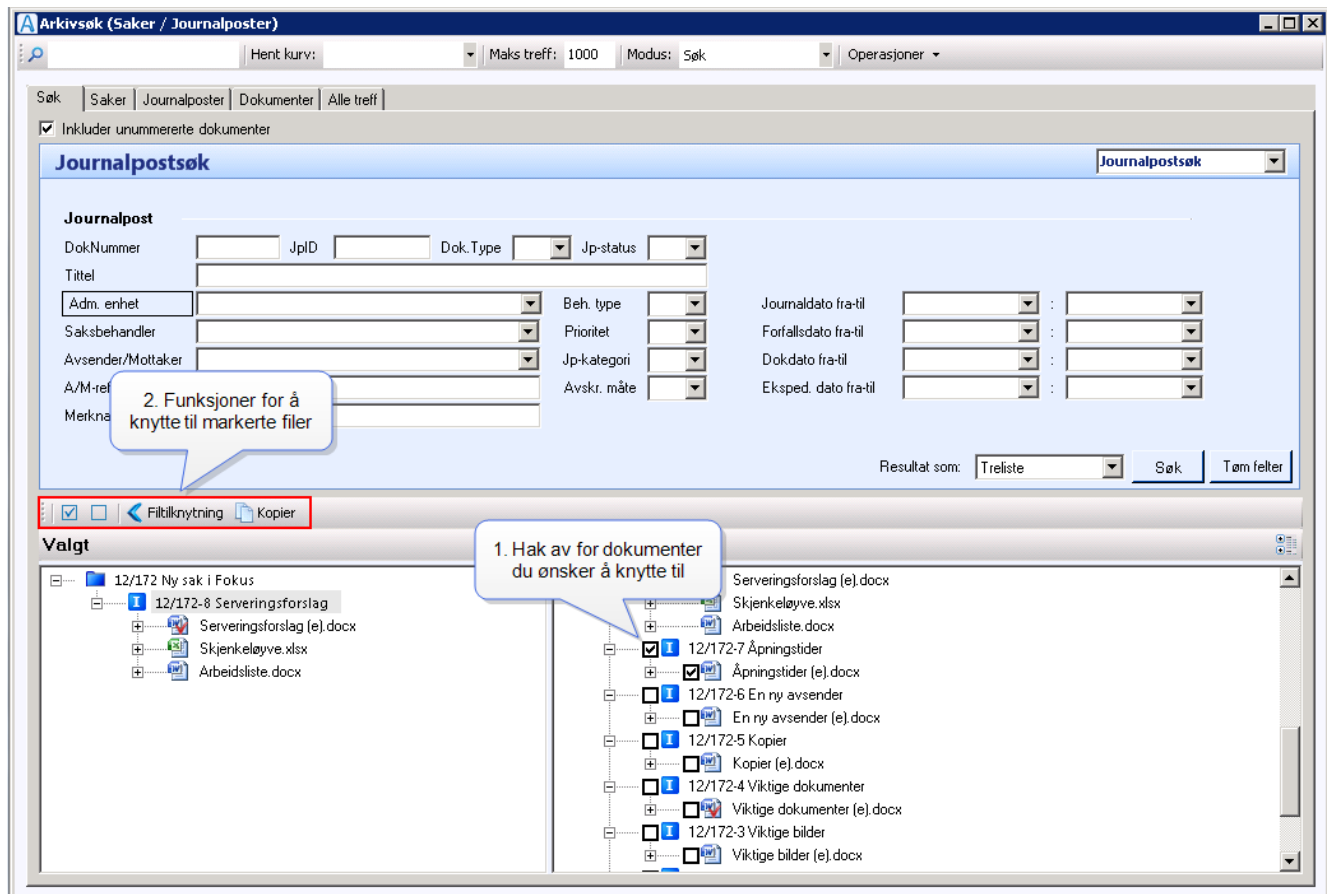 Arkivsøk (Saker / Journalposter)
Hent kurv: Maks treff: 1000 Modus: Søk Operasjoner
Søk Saker Journalposter Dokumenter Alle treff
Inkluder unummererte dokumenter
Journalpostsøk Journalpostsøk
Journalpost
DokNummer JpID Dok.Type Jp-status
Tittel
Adm. enhet Beh. type Journaldato fra-til :
Saksbehandler Prioritet Forfallsdato fra-til :
Avsender/Mottaker Jp-kategori Dokdato fra-til :
Avskr. måte Eksped. dato fra-til :
2. Funksjoner for å
knytte til markerte filer
Resultat som: Treliste Søk Tøm felter
Filtilknytning Kopier
Valgt
1. Hak av for dokumenter
du ønsker å knytte til
12/172 Ny sak i Fokus
12/172-8 Serveringsforslag
Serveringsforslag (e).docx
Skjenkeløyve.xlsx
Arbeidsliste.docx
Serveringsforslag (e).docx
Skjenkeløyve.xlsx
Arbeidsliste.docx
12/172-7 Åpningstider
Åpningstider (e).docx
12/172-6 En ny avsender
En ny avsender (e).docx
12/172-5 Kopier
Kopier (e).docx
12/172-4 Viktige dokumenter
Viktige dokumenter (e).docx
12/172-3 Viktige bilder
Viktige bilder (e).docx